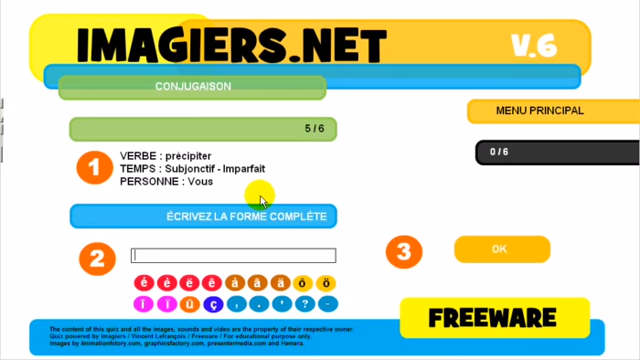 IMAGIERS.NET
V.6
CONJUGAISON
MENU PRINCIPAL
5 / 6
0 / 6
1
VERBE : précipiter
TEMPS : Subjonctif - Imparfait
PERSONNE : Vous
ÉCRIVEZ LA FORME COMPLÈTE
2
3
OK
FREEWARE
The content of this quiz and all the images, sounds and video are the property of their respective owner.
Quiz powered by Imagiers / Vincent Lefrançois / Freeware / For educational purpose only.
Images by Animationfactory.com, graphicsfactory.com, presentermedia.com and Hemera.